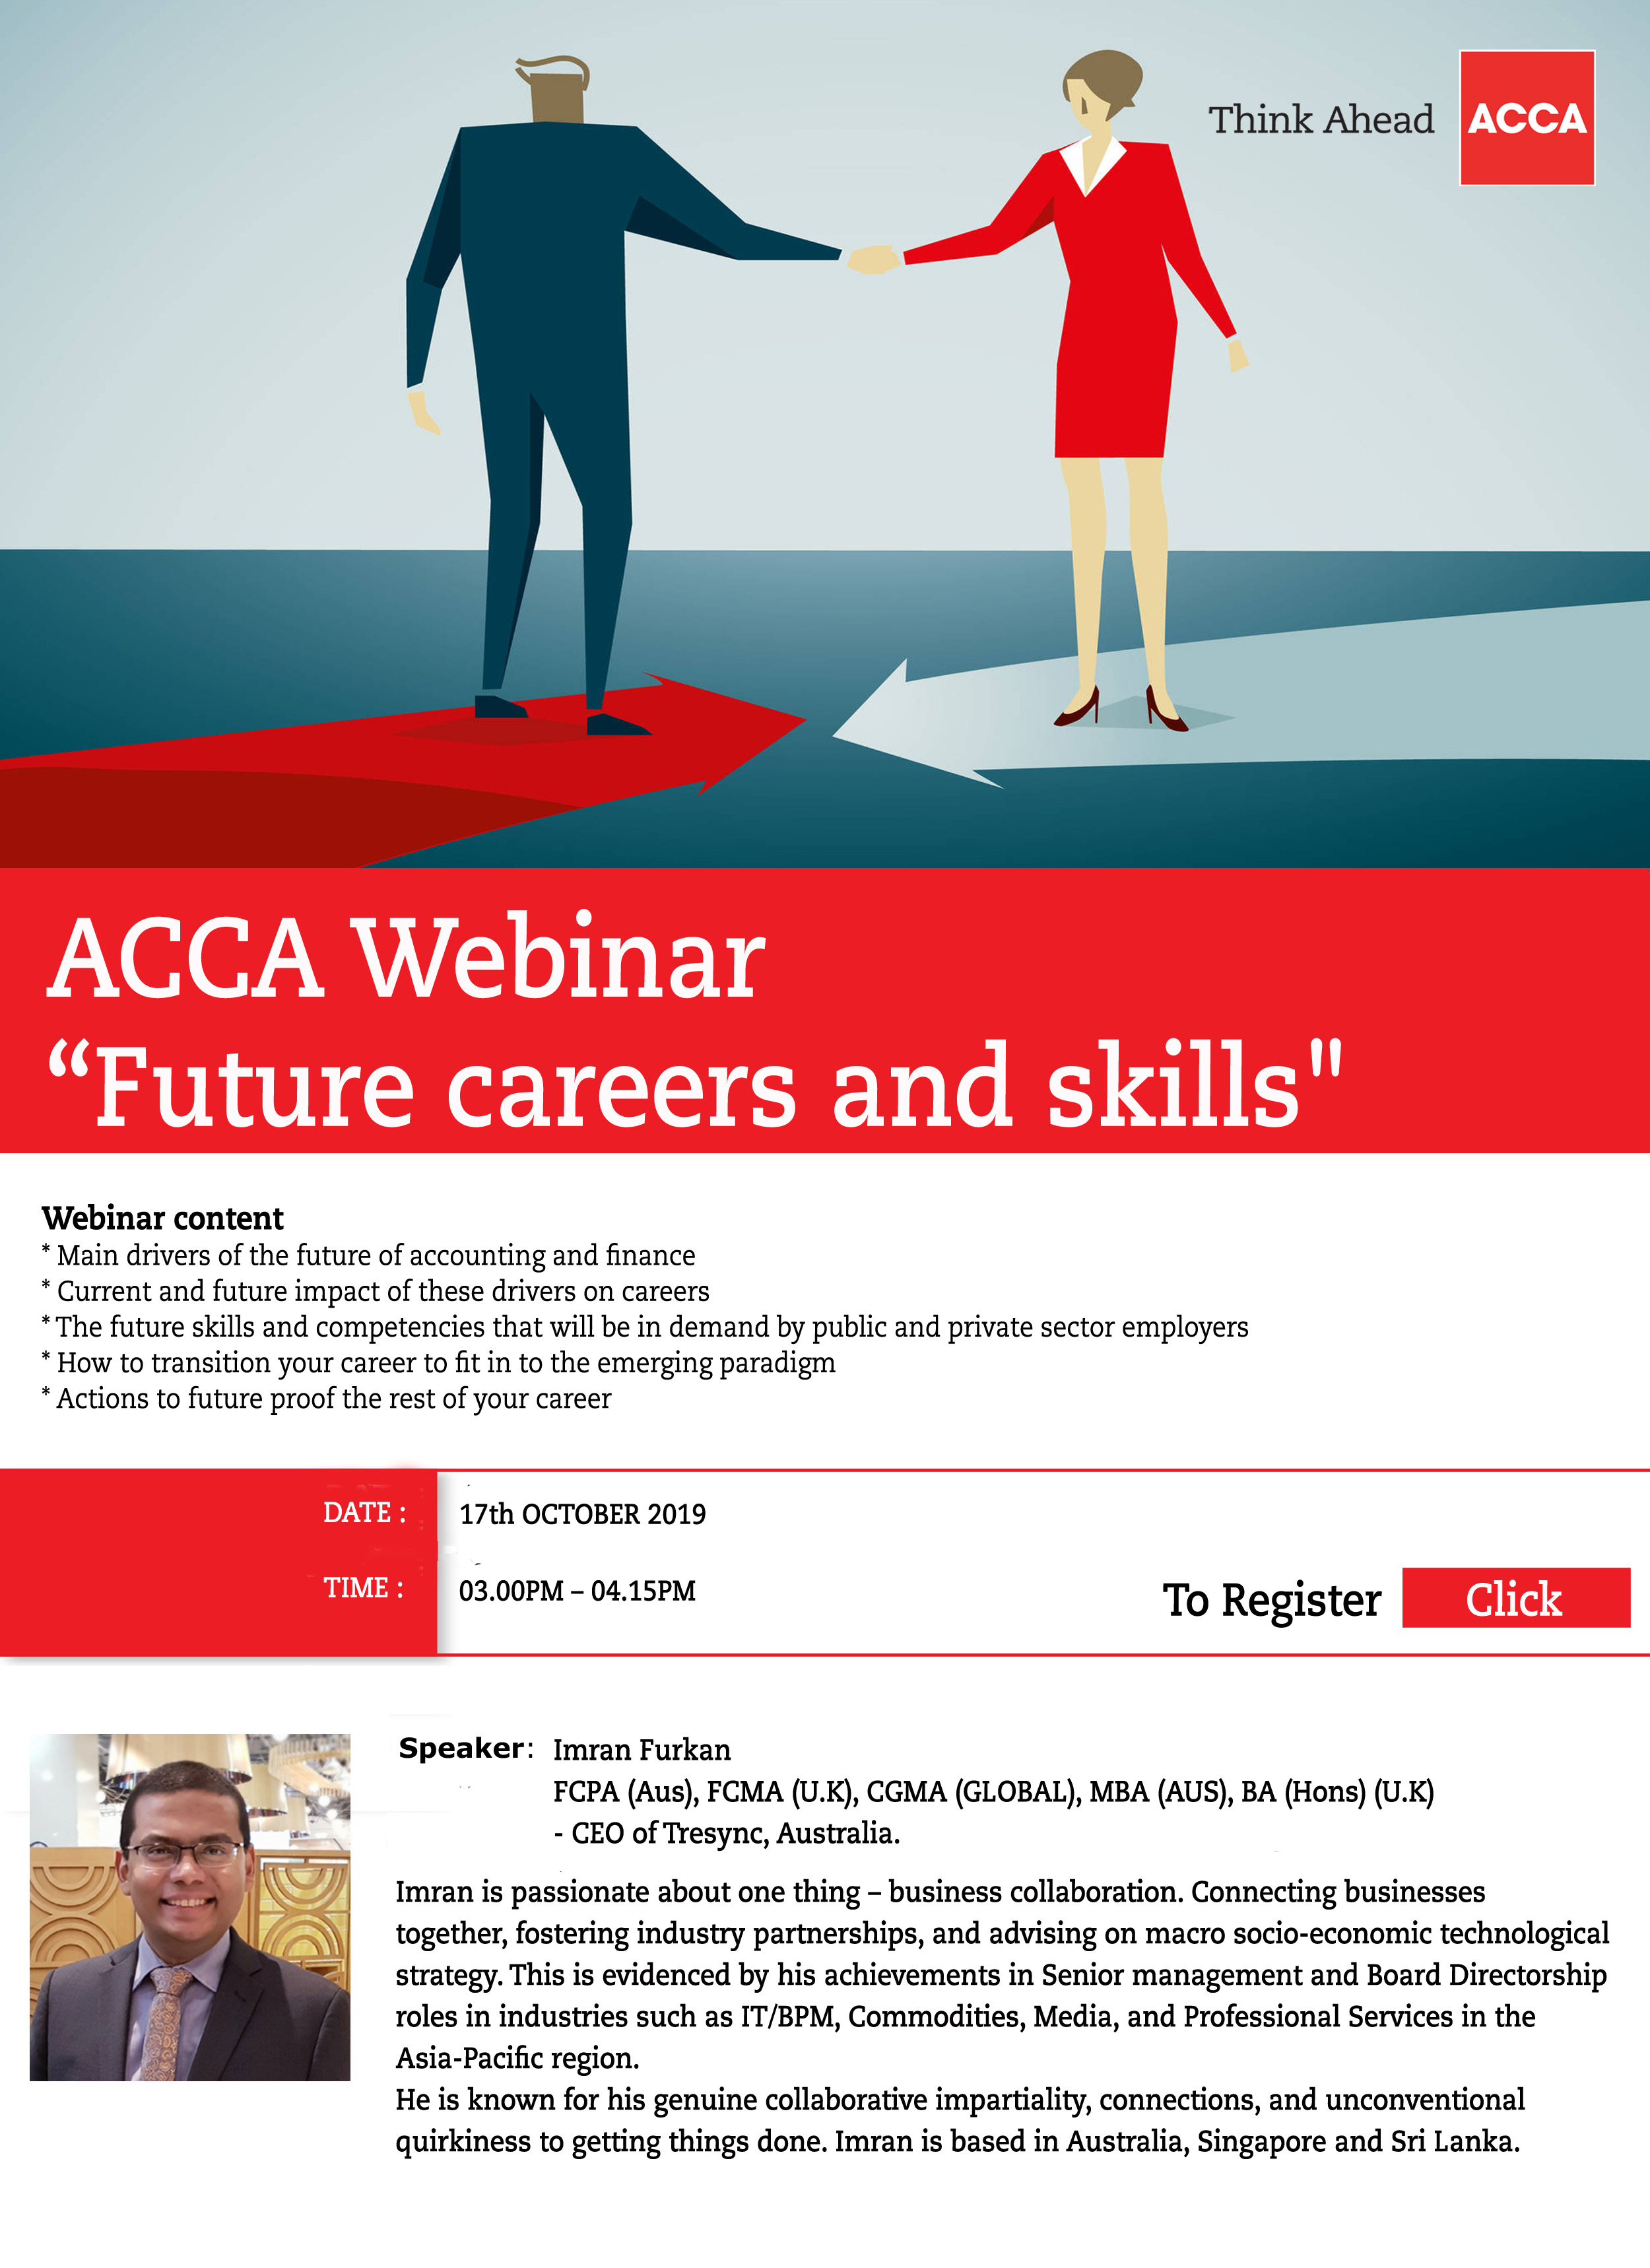 Think Ahead
ACCA
ACCA Webinar
“Future careers and skills"
Webinar content
* Main drivers of the future of accounting and finance
* Current and future impact of these drivers on careers
* The future skills and competencies that will be in demand by public and private sector employers
* How to transition your career to fit in to the emerging paradigm
* Actions to future proof the rest of your career
DATE :
17th OCTOBER 2019
TIME :
03.00PM – 04.15PM
To Register
Click
Speaker: Imran Furkan
FCPA (Aus), FCMA (U.K), CGMA (GLOBAL), MBA (AUS), BA (Hons) (U.K)
- CEO of Tresync, Australia.
Imran is passionate about one thing – business collaboration. Connecting businesses
together, fostering industry partnerships, and advising on macro socio-economic technological
strategy. This is evidenced by his achievements in Senior management and Board Directorship
roles in industries such as IT/BPM, Commodities, Media, and Professional Services in the
Asia-Pacific region.
He is known for his genuine collaborative impartiality, connections, and unconventional
quirkiness to getting things done. Imran is based in Australia, Singapore and Sri Lanka.